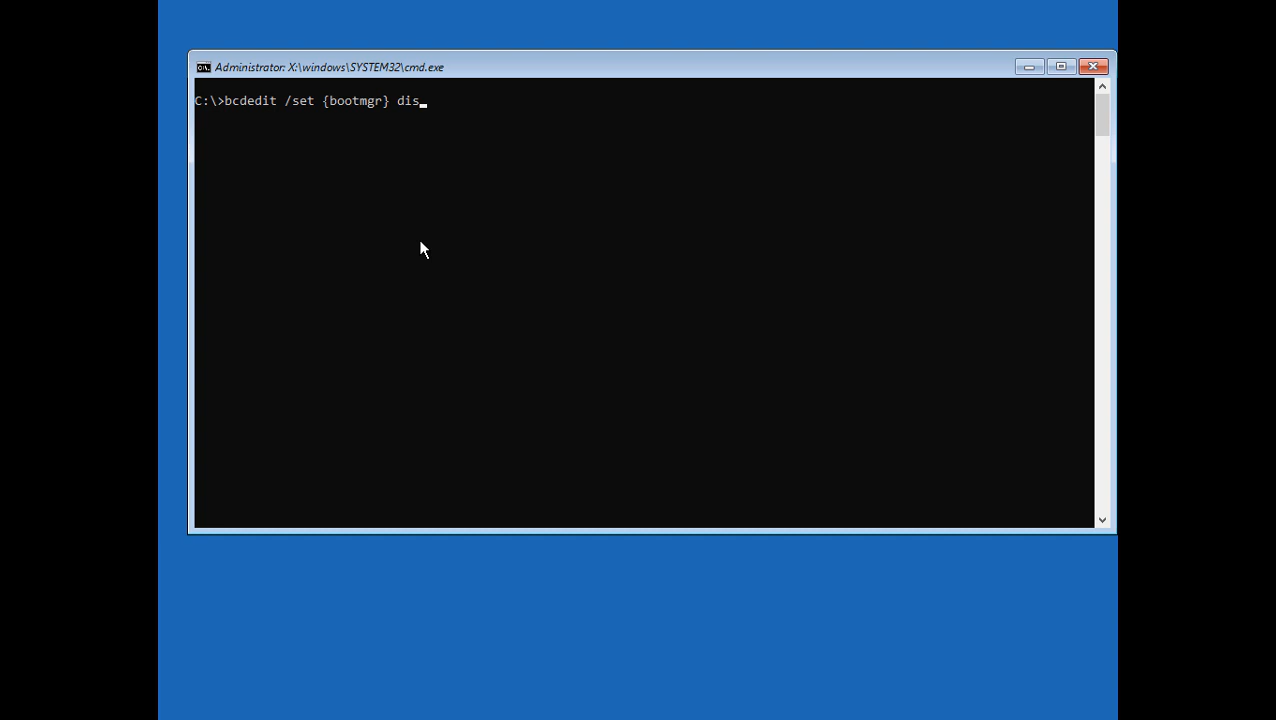 Administrator: X:\windows\SYSTEM32\cmd.exe
C:\>bcdedit /set {bootmgr} dis